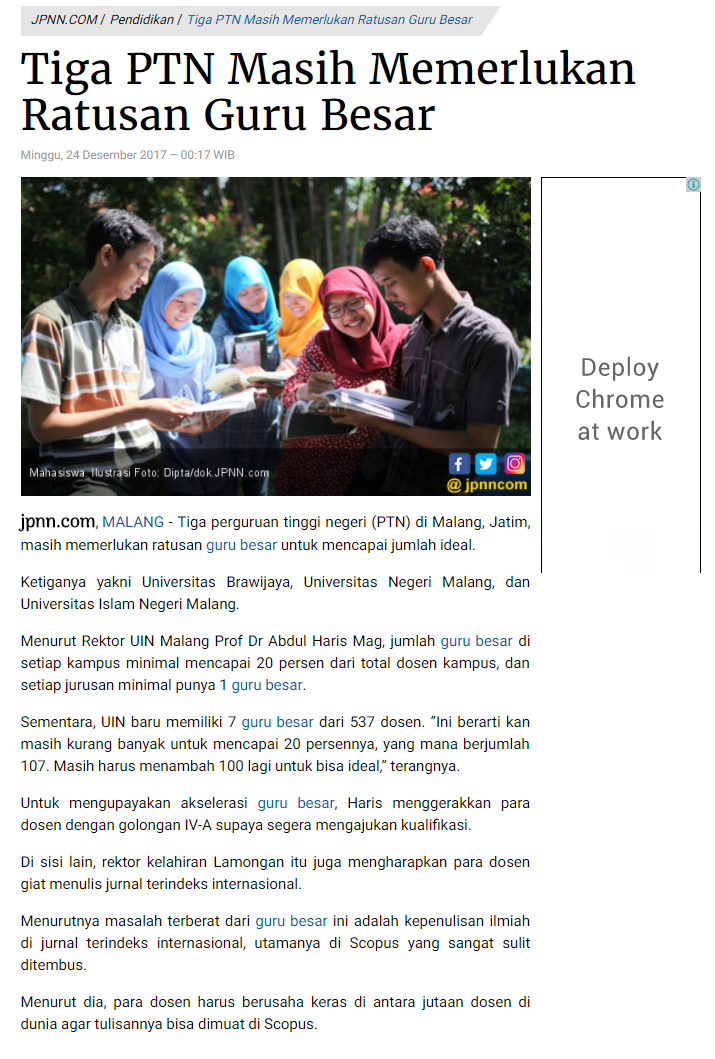 JPNN.COM / Pendidikan / Tiga PTN Masih Memerlukan Ratusan Guru Besar
Tiga PTN Masih Memerlukan
Ratusan Guru Besar
Minggu, 24 Desember 2017 – 00:17 WIB
Mahasiswa. Ilustrasi Foto: Dipta/dok.JPNN.com
@jpnncom
Deploy
Chrome
at work
jpnn.com, MALANG - Tiga perguruan tinggi negeri (PTN) di Malang, Jatim,
masih memerlukan ratusan guru besar untuk mencapai jumlah ideal.
Ketiganya yakni Universitas Brawijaya, Universitas Negeri Malang, dan
Universitas Islam Negeri Malang.
Menurut Rektor UIN Malang Prof Dr Abdul Haris Mag, jumlah guru besar di
setiap kampus minimal mencapai 20 persen dari total dosen kampus, dan
setiap jurusan minimal punya 1 guru besar.
Sementara, UIN baru memiliki 7 guru besar dari 537 dosen. ”Ini berarti kan
masih kurang banyak untuk mencapai 20 persennya, yang mana berjumlah
107. Masih harus menambah 100 lagi untuk bisa ideal,” terangnya.
Untuk mengupayakan akselerasi guru besar, Haris menggerakkan para
dosen dengan golongan IV-A supaya segera mengajukan kualifikasi.
Di sisi lain, rektor kelahiran Lamongan itu juga mengharapkan para dosen
giat menulis jurnal terindeks internasional.
Menurutnya masalah terberat dari guru besar ini adalah kepenulisan ilmiah
di jurnal terindeks internasional, utamanya di Scopus yang sangat sulit
ditembus.
Menurut dia, para dosen harus berusaha keras di antara jutaan dosen di
dunia agar tulisannya bisa dimuat di Scopus.